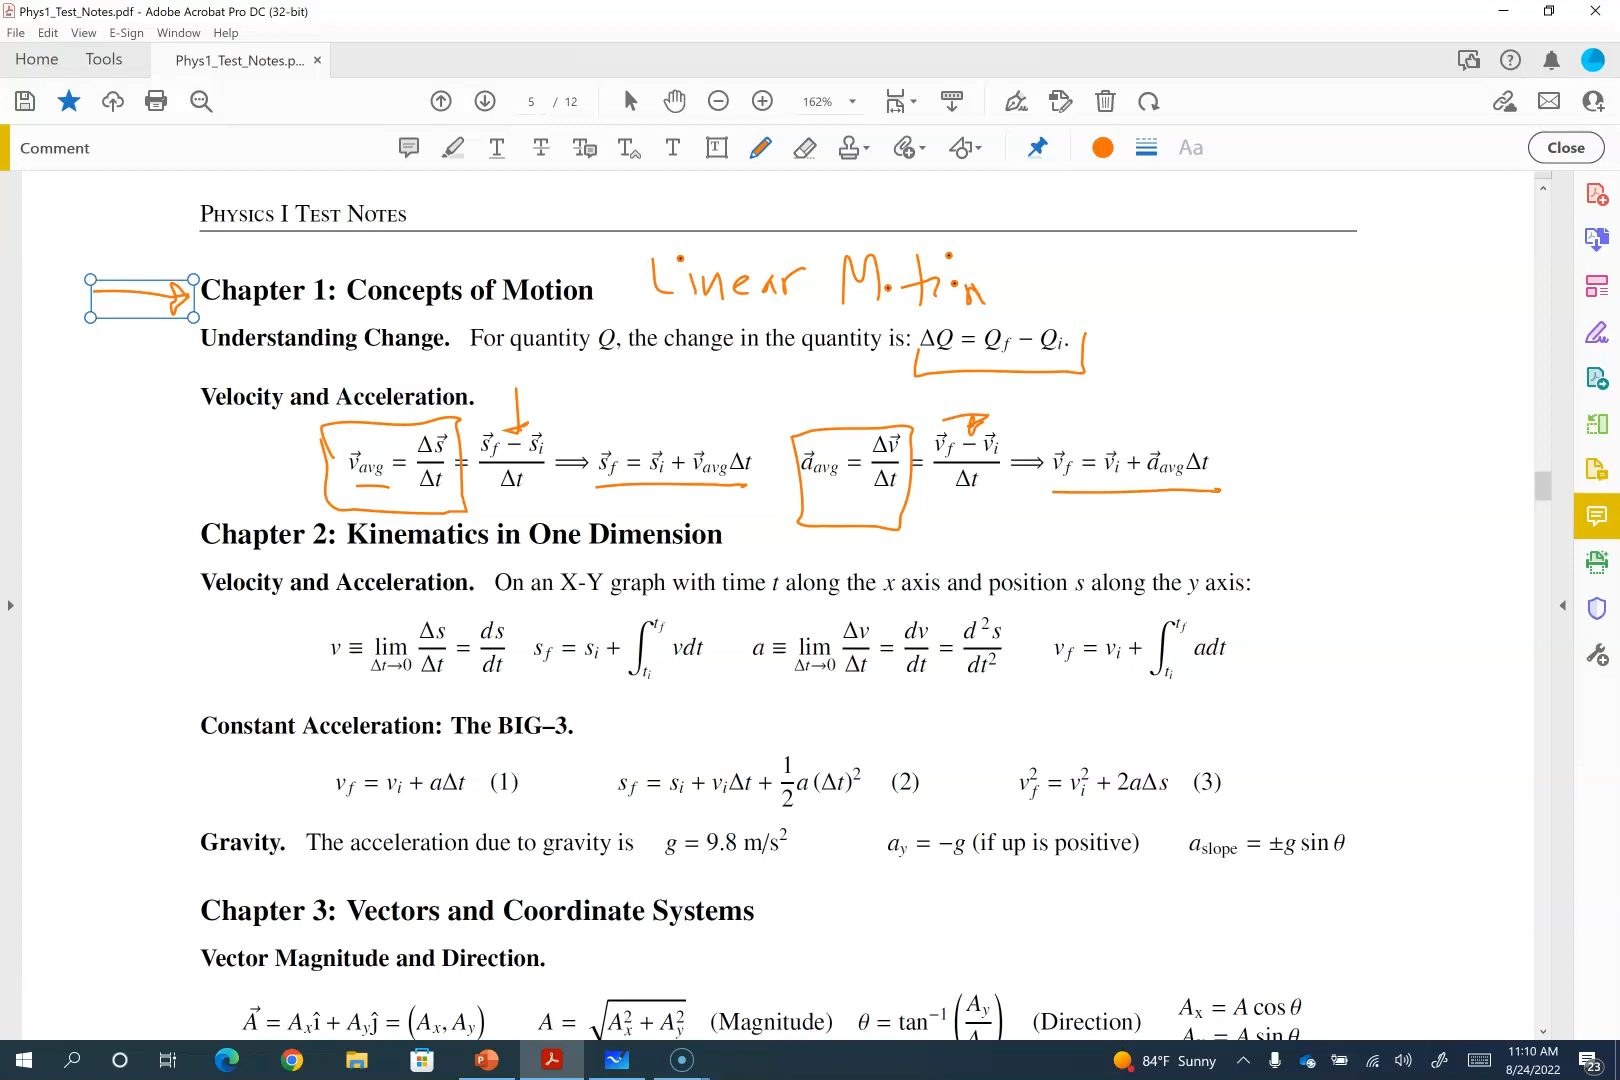 Phys1_Test_Notes.pdf - Adobe Acrobat Pro DC (32-bit)
File Edit View E-Sign Window Help
Home Tools Phys1_Test_Notes.p... ×
5 / 12 162%
Comment Aa Close
Physics I Test Notes
Chapter 1: Concepts of Motion Linear Motion
Understanding Change. For quantity Q, the change in the quantity is: ΔQ = Q_f − Q_i.
Velocity and Acceleration.
v⃗_avg = Δs⃗/Δt = (s⃗_f − s⃗_i)/Δt ⟹ s⃗_f = s⃗_i + v⃗_avg Δt a⃗_avg = Δv⃗/Δt = (v⃗_f − v⃗_i)/Δt ⟹ v⃗_f = v⃗_i + a⃗_avg Δt
Chapter 2: Kinematics in One Dimension
Velocity and Acceleration. On an X-Y graph with time t along the x axis and position s along the y axis:
v ≡ lim_{Δt→0} Δs/Δt = ds/dt s_f = s_i + ∫_{t_i}^{t_f} vdt a ≡ lim_{Δt→0} Δv/Δt = dv/dt = d²s/dt² v_f = v_i + ∫_{t_i}^{t_f} adt
Constant Acceleration: The BIG–3.
v_f = v_i + aΔt (1) s_f = s_i + v_iΔt + 1/2 a (Δt)² (2) v_f² = v_i² + 2aΔs (3)
Gravity. The acceleration due to gravity is g = 9.8 m/s² a_y = −g (if up is positive) a_slope = ±g sin θ
Chapter 3: Vectors and Coordinate Systems
Vector Magnitude and Direction.
A⃗ = A_x î + A_y ĵ = (A_x, A_y) A = √(A_x² + A_y²) (Magnitude) θ = tan⁻¹(A_y/A (Direction) A_x = A cos θ
A sin θ
84°F Sunny 11:10 AM
8/24/2022 23